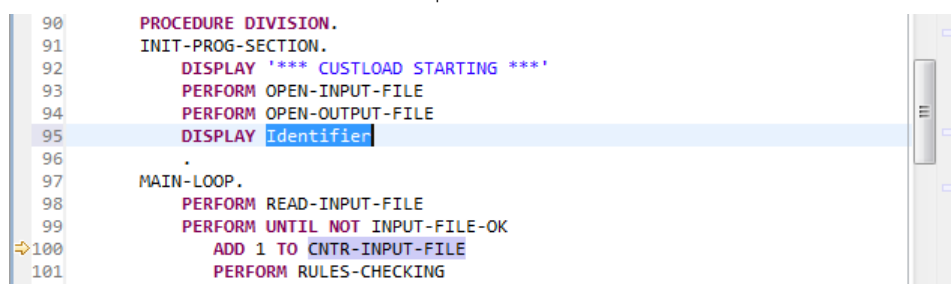 90 PROCEDURE DIVISION.
91 INIT-PROG-SECTION.
92 DISPLAY '*** CUSTLOAD STARTING ***'
93 PERFORM OPEN-INPUT-FILE
94 PERFORM OPEN-OUTPUT-FILE
95 DISPLAY Identifier
96 .
97 MAIN-LOOP.
98 PERFORM READ-INPUT-FILE
99 PERFORM UNTIL NOT INPUT-FILE-OK
100 ADD 1 TO CNTR-INPUT-FILE
101 PERFORM RULES-CHECKING